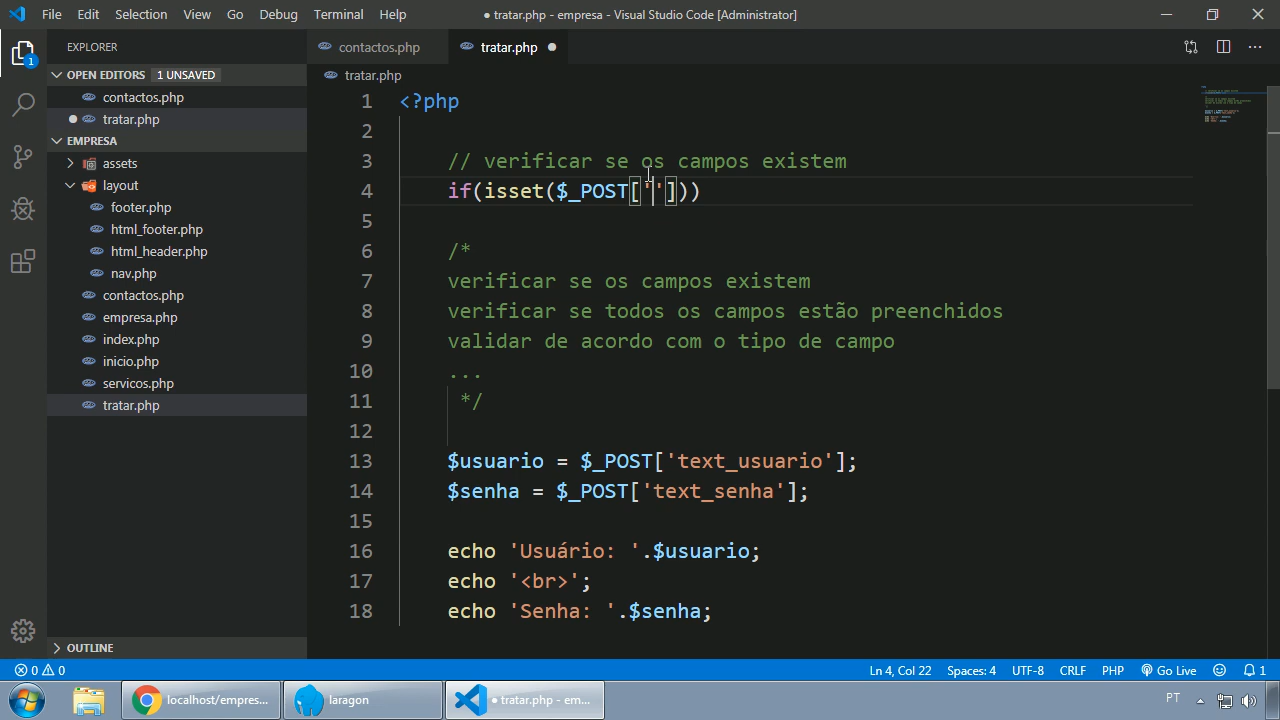 File Edit Selection View Go Debug Terminal Help ● tratar.php - empresa - Visual Studio Code [Administrator]
EXPLORER
contactos.php tratar.php
OPEN EDITORS 1 UNSAVED
contactos.php
tratar.php
EMPRESA
assets
layout
footer.php
html_footer.php
html_header.php
nav.php
contactos.php
empresa.php
index.php
inicio.php
servicos.php
tratar.php
OUTLINE
1
tratar.php
1 <?php
2
3 // verificar se os campos existem
4 if(isset($_POST['']))
5
6 /*
7 verificar se os campos existem
8 verificar se todos os campos estão preenchidos
9 validar de acordo com o tipo de campo
10 ...
11 */
12
13 $usuario = $_POST['text_usuario'];
14 $senha = $_POST['text_senha'];
15
16 echo 'Usuário: '.$usuario;
17 echo '<br>';
18 echo 'Senha: '.$senha;
0 0 Ln 4, Col 22 Spaces: 4 UTF-8 CRLF PHP Go Live 1
localhost/empres... laragon ● tratar.php - em... PT